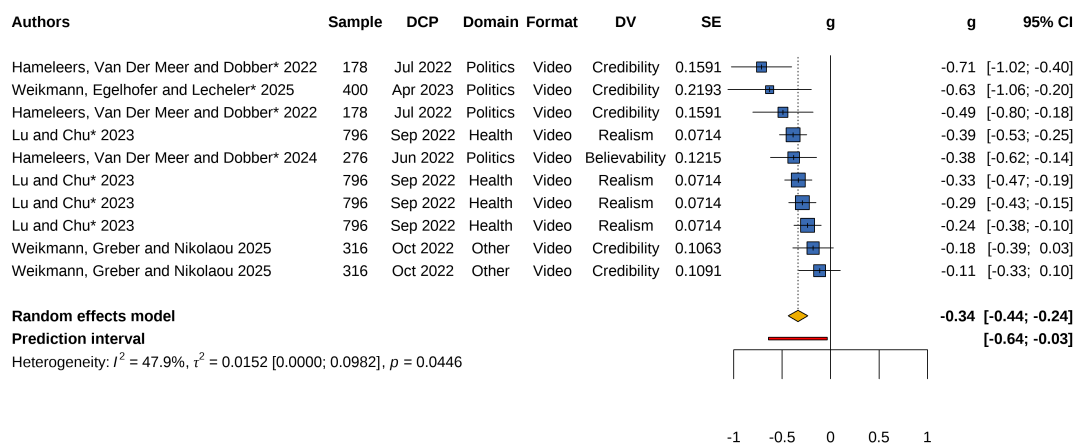 Authors Sample DCP Domain Format DV SE g g 95% CI
Hameleers, Van Der Meer and Dobber* 2022 178 Jul 2022 Politics Video Credibility 0.1591 -0.71 [-1.02; -0.40]
Weikmann, Egelhofer and Lecheler* 2025 400 Apr 2023 Politics Video Credibility 0.2193 -0.63 [-1.06; -0.20]
Hameleers, Van Der Meer and Dobber* 2022 178 Jul 2022 Politics Video Credibility 0.1591 -0.49 [-0.80; -0.18]
Lu and Chu* 2023 796 Sep 2022 Health Video Realism 0.0714 -0.39 [-0.53; -0.25]
Hameleers, Van Der Meer and Dobber* 2024 276 Jun 2022 Politics Video Believability 0.1215 -0.38 [-0.62; -0.14]
Lu and Chu* 2023 796 Sep 2022 Health Video Realism 0.0714 -0.33 [-0.47; -0.19]
Lu and Chu* 2023 796 Sep 2022 Health Video Realism 0.0714 -0.29 [-0.43; -0.15]
Lu and Chu* 2023 796 Sep 2022 Health Video Realism 0.0714 -0.24 [-0.38; -0.10]
Weikmann, Greber and Nikolaou 2025 316 Oct 2022 Other Video Credibility 0.1063 -0.18 [-0.39; 0.03]
Weikmann, Greber and Nikolaou 2025 316 Oct 2022 Other Video Credibility 0.1091 -0.11 [-0.33; 0.10]
Random effects model -0.34 [-0.44; -0.24]
Prediction interval [-0.64; -0.03]
Heterogeneity: I² = 47.9%, τ² = 0.0152 [0.0000; 0.0982], p = 0.0446
-1 -0.5 0 0.5 1